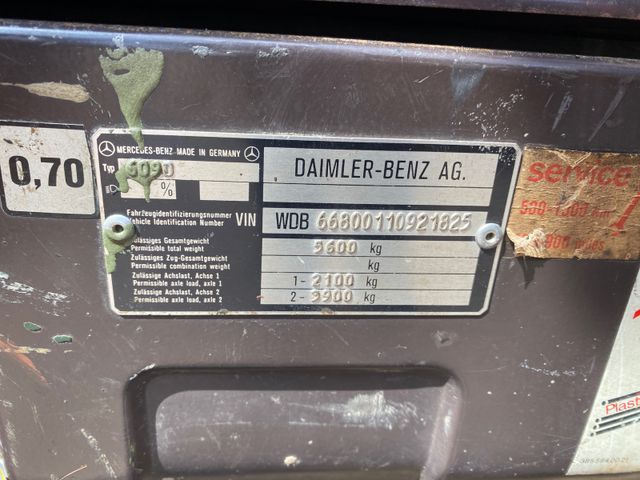 0,70
MERCEDES-BENZ MADE IN GERMANY
Typ 609D
%
DAIMLER-BENZ AG.
Fahrzeugidentifizierungsnummer
Vehicle Identification Number
VIN
WDB 66800110921825
Zulässiges Gesamtgewicht
Permissible total weight
5600 kg
Zulässiges Zug-Gesamtgewicht
Permissible combination weight
kg
Zulässige Achslast, Achse 1
Permissible axle load, axle 1
1- 2100 kg
Zulässige Achslast, Achse 2
Permissible axle load, axle 2
2- 3900 kg
service
1
Plast